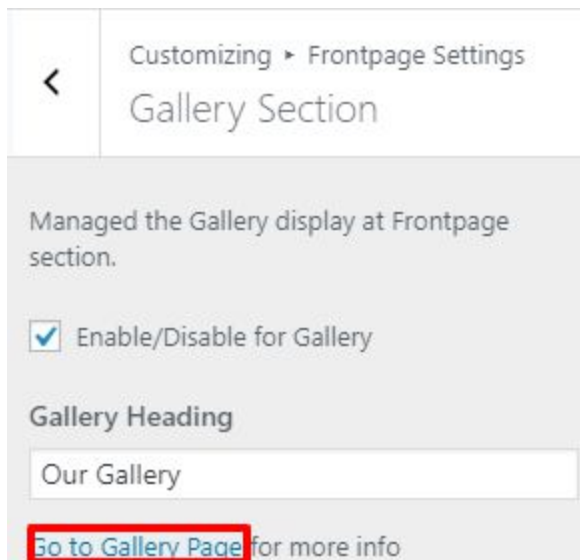 Customizing ▸ Frontpage Settings
Gallery Section
Managed the Gallery display at Frontpage
section.
Enable/Disable for Gallery
Gallery Heading
Our Gallery
Go to Gallery Page for more info